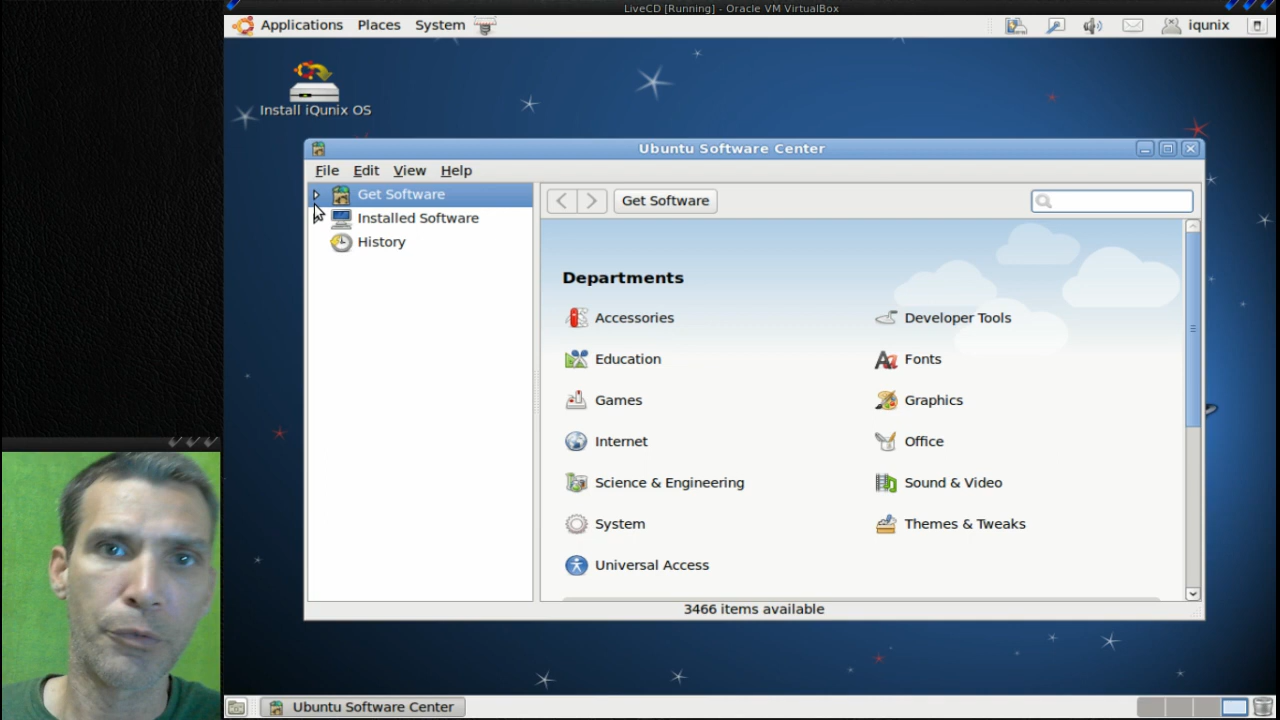 LiveCD [Running] - Oracle VM VirtualBox
Applications Places System
iqunix
Install iQunix OS
Ubuntu Software Center
File Edit View Help
Get Software
Installed Software
History
Get Software
Departments
Accessories
Developer Tools
Education
Fonts
Games
Graphics
Internet
Office
Science & Engineering
Sound & Video
System
Themes & Tweaks
Universal Access
3466 items available
Ubuntu Software Center